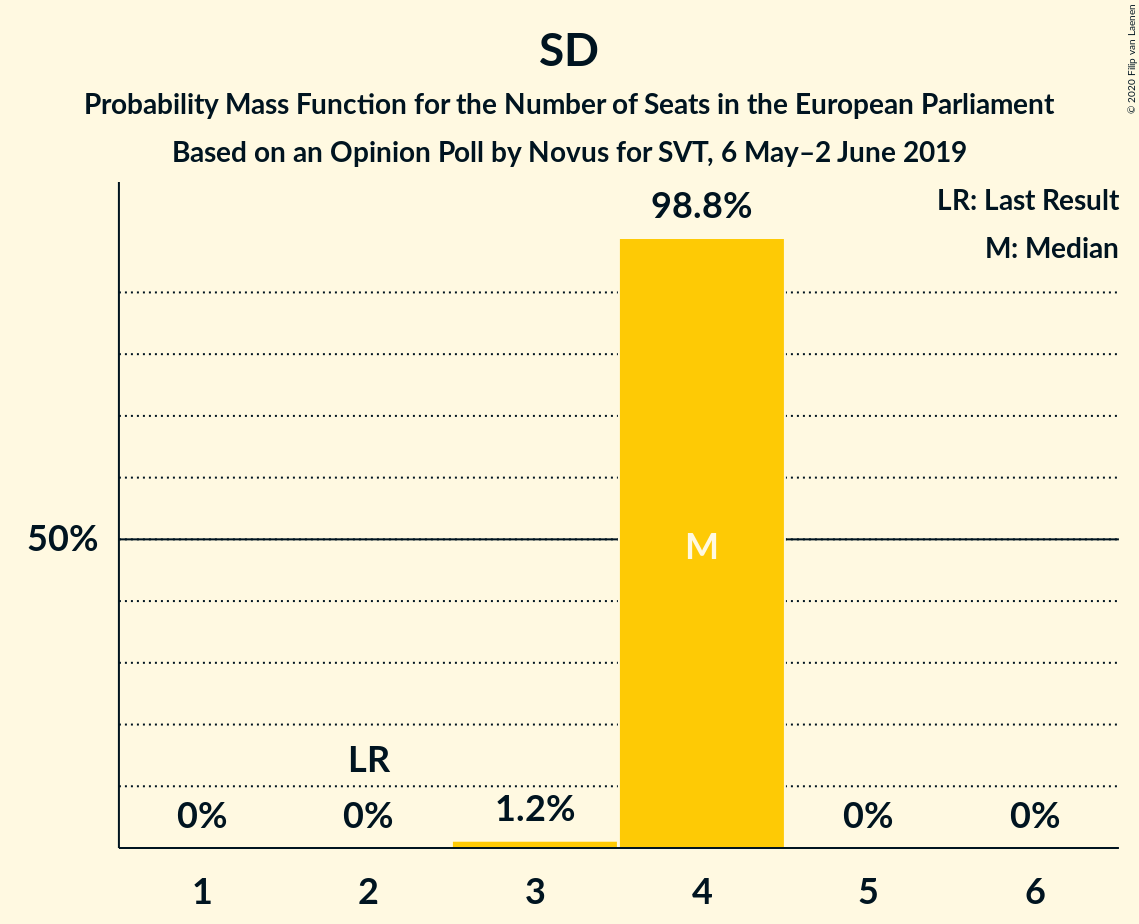 SD
Probability Mass Function for the Number of Seats in the European Parliament
Based on an Opinion Poll by Novus for SVT, 6 May–2 June 2019
© 2020 Filip van Laenen
LR: Last Result
M: Median
98.8%
50%
M
LR
0%
0%
1.2%
0%
0%
1
2
3
4
5
6